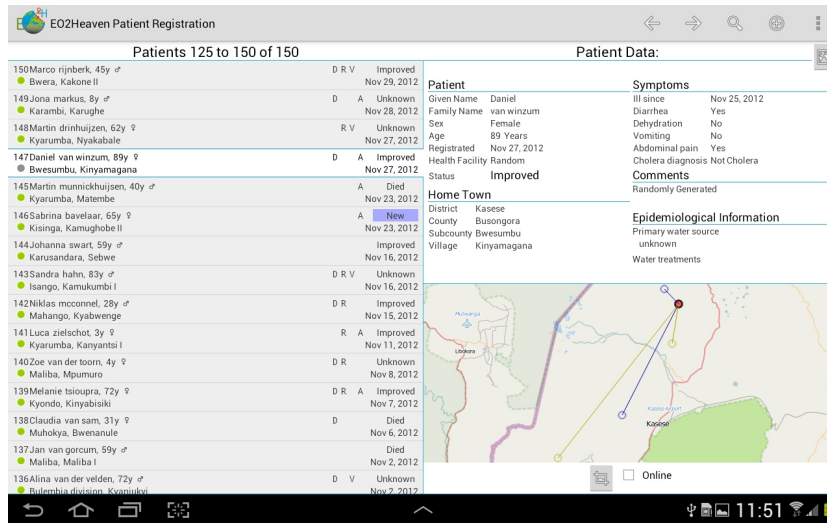 EO2Heaven Patient Registration
Patients 125 to 150 of 150
150Marco rijnberk, 45y ♂ D R V Improved
Bwera, Kakone II Nov 29, 2012
149Jona markus, 8y ♂ D A Unknown
Karambi, Karughe Nov 28, 2012
148Martin drinhuijzen, 62y ♀ R V Unknown
Kyarumba, Nyakabale Nov 27, 2012
147Daniel van winzum, 89y ♀ D A Improved
Bwesumbu, Kinyamagana Nov 27, 2012
145Martin munnickhuijsen, 40y ♂ A Died
Kyarumba, Matembe Nov 23, 2012
146Sabrina bavelaar, 65y ♀ A New
Kisinga, Kamughobe II Nov 23, 2012
144Johanna swart, 59y ♂ Improved
Karusandara, Sebwe Nov 16, 2012
143Sandra hahn, 83y ♂ D R V Unknown
Isango, Kamukumbi I Nov 16, 2012
142Niklas mcconnel, 28y ♂ D R Improved
Mahango, Kyabwenge Nov 15, 2012
141Luca zielschot, 3y ♀ R A Improved
Kyarumba, Kanyantsi I Nov 11, 2012
140Zoe van der toorn, 4y ♀ D R Unknown
Maliba, Mpumuro Nov 8, 2012
139Melanie tsioupra, 72y ♂ D R A Improved
Kyondo, Kinyabisiki Nov 7, 2012
138Claudia van sam, 31y ♀ D Died
Muhokya, Bwenanule Nov 6, 2012
137Jan van gorcum, 59y ♂ Died
Maliba, Maliba I Nov 2, 2012
136Alina van der velden, 72y ♂ D V Unknown
Bulembia division, Kyanjukyi Nov 2, 2012
Patient Data:
Patient
Given Name Daniel
Family Name van winzum
Sex Female
Age 89 Years
Registered Nov 27, 2012
Health Facility Random
Status Improved
Home Town
District Kasese
County Busongora
Subcounty Bwesumbu
Village Kinyamagana
Symptoms
Ill since Nov 25, 2012
Diarrhea Yes
Dehydration No
Vomiting No
Abdominal pain Yes
Cholera diagnosis Not Cholera
Comments
Randomly Generated
Epidemiological Information
Primary water source
unknown
Water treatments
Mutwanga
Kasese Airport
Kasese
Online
11:51